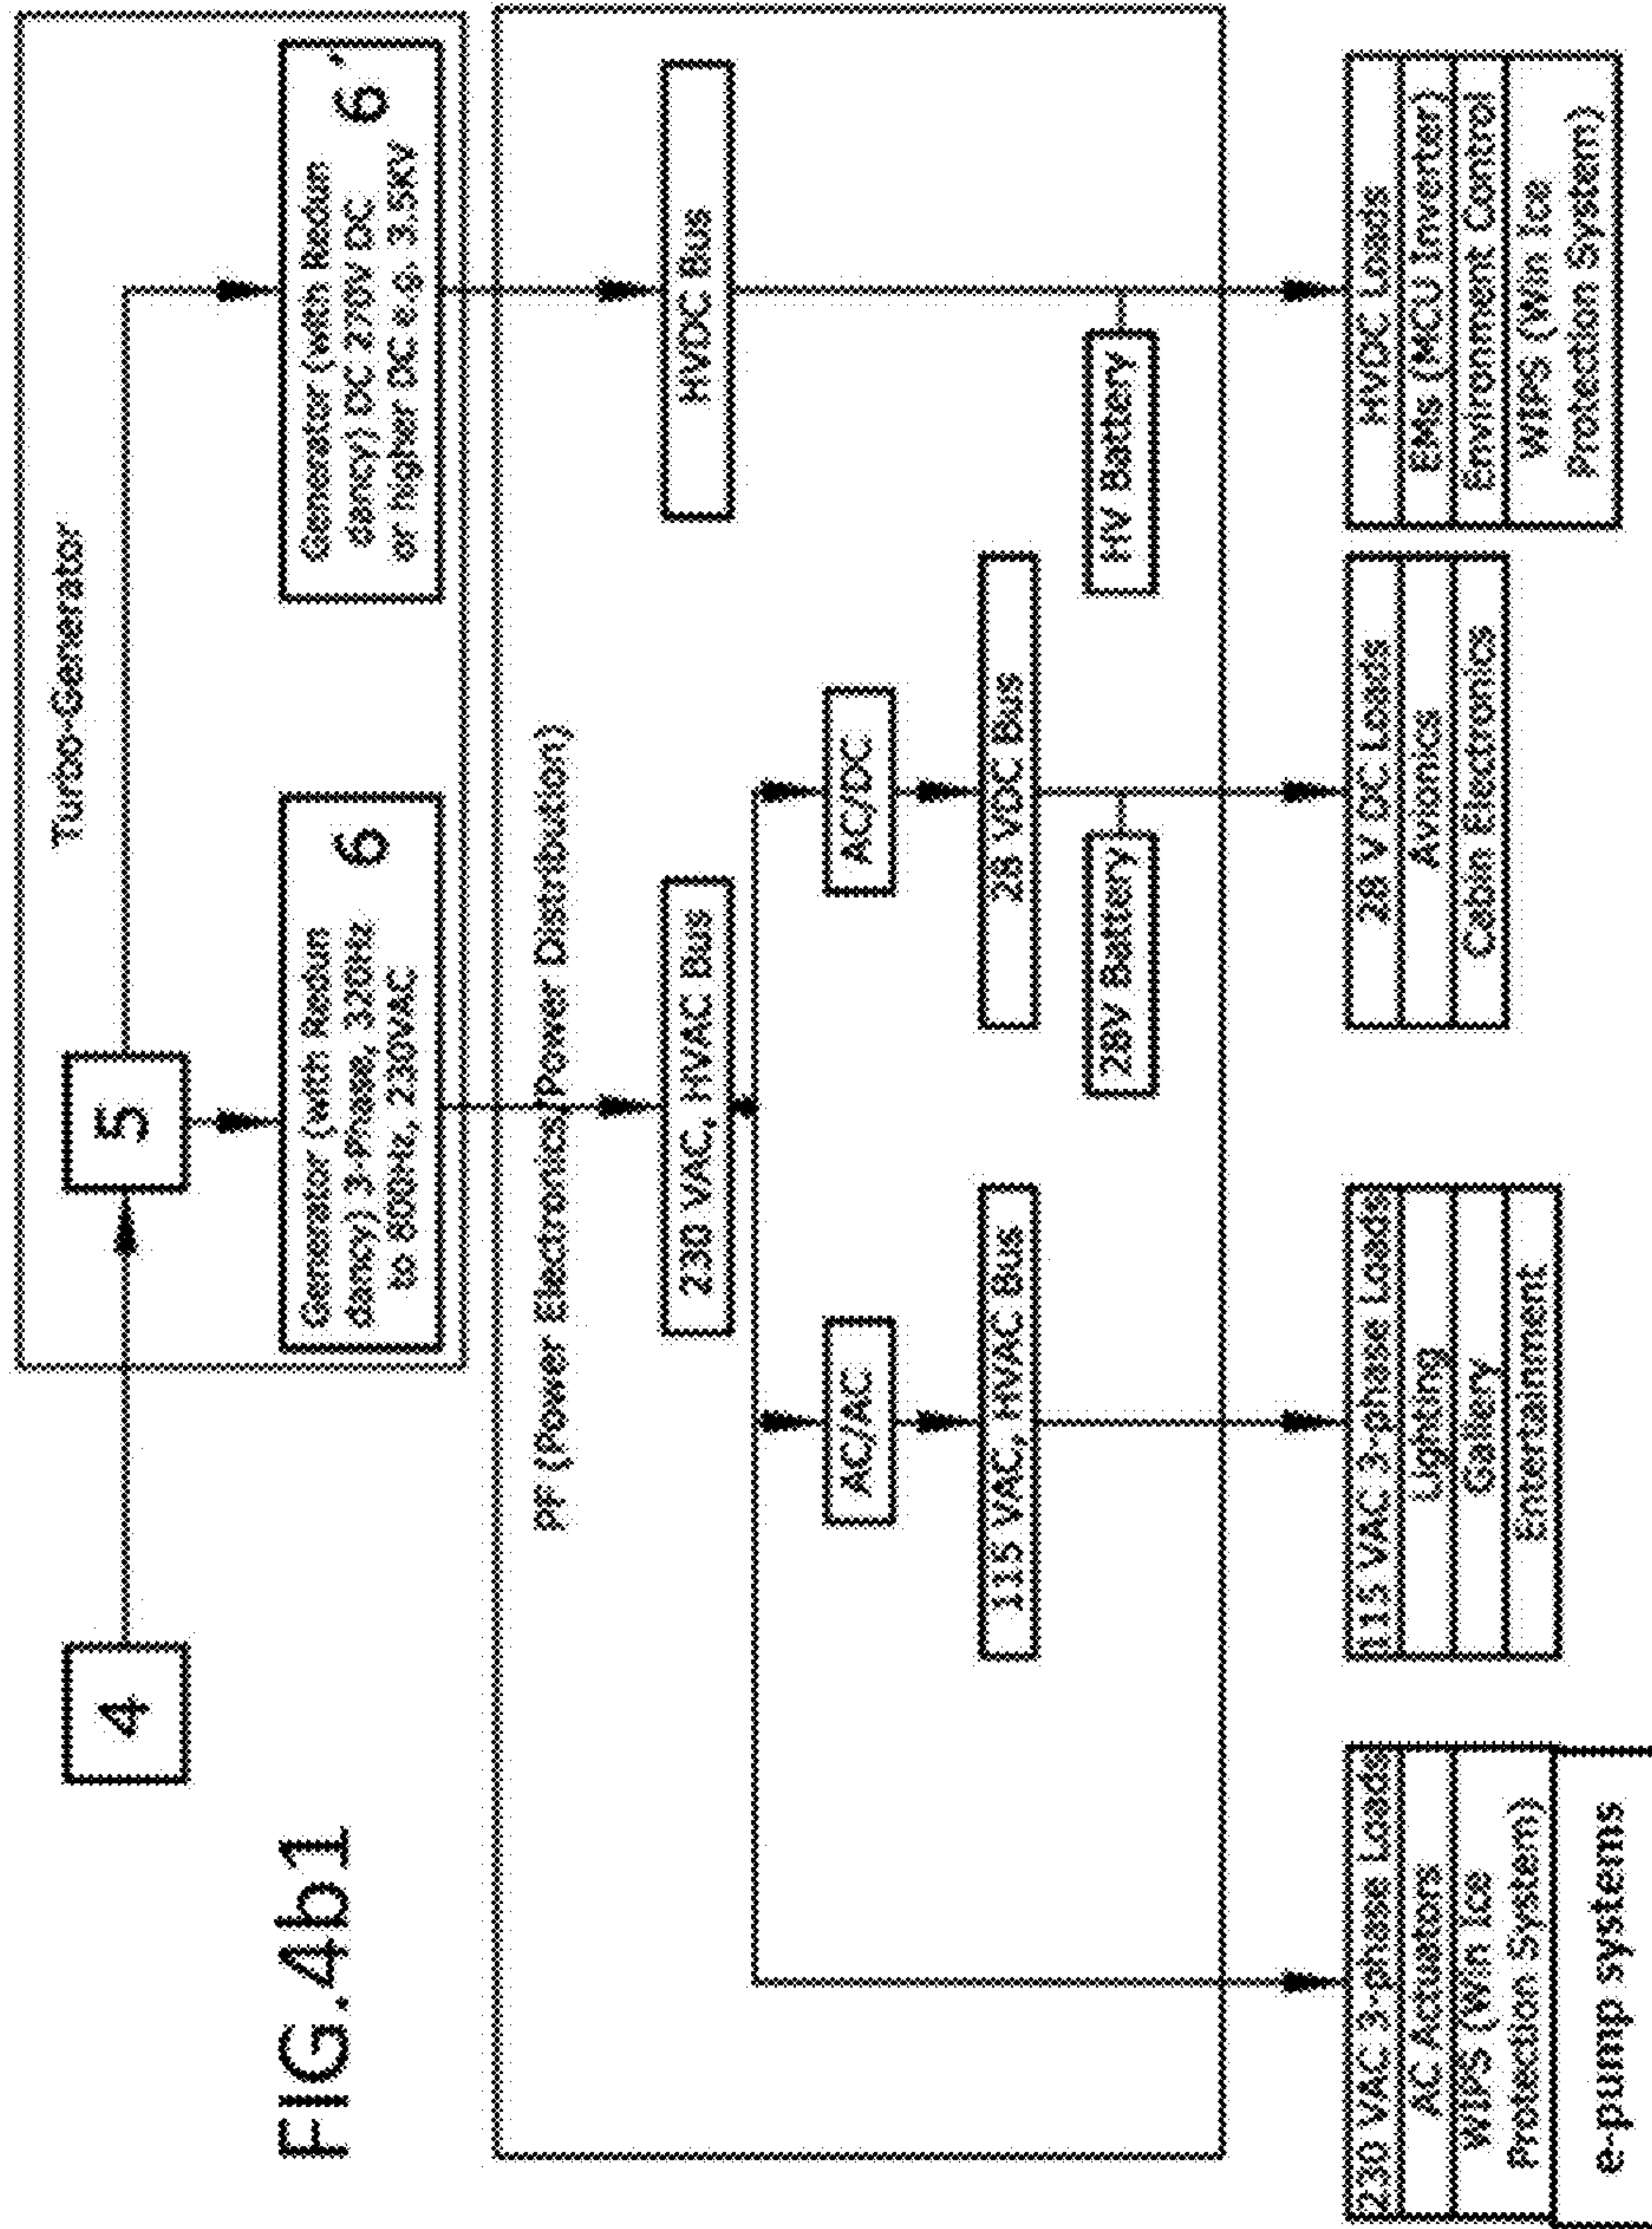 FIG.4b1
4
5
Turbo-Generator
Generator (with Redun
dancy) 3-Phase, 320Hz
to 800Hz, 230VAC
6
Generator (with Redun
dancy) DC 270V DC
or higher DC e.g. 3.5KV
6´
PF (Power Electronics/Power Distribution)
230 VAC, HVAC Bus
HVDC Bus
AC/AC
AC/DC
115 VAC, HVAC Bus
28 VDC Bus
28V Battery
HV Battery
230 VAC 3-phase Loads
AC Actuators
WIPS (Win Ice
Protection System)
e-pump systems
115 VAC 3-phase Loads
Lighting
Gallery
Entertainment
28 V DC Loads
Avionics
Cabin Electronics
HVDC Loads
EMs (MCU Inverter)
Environment Control
WIPS (Win Ice
Protection System)